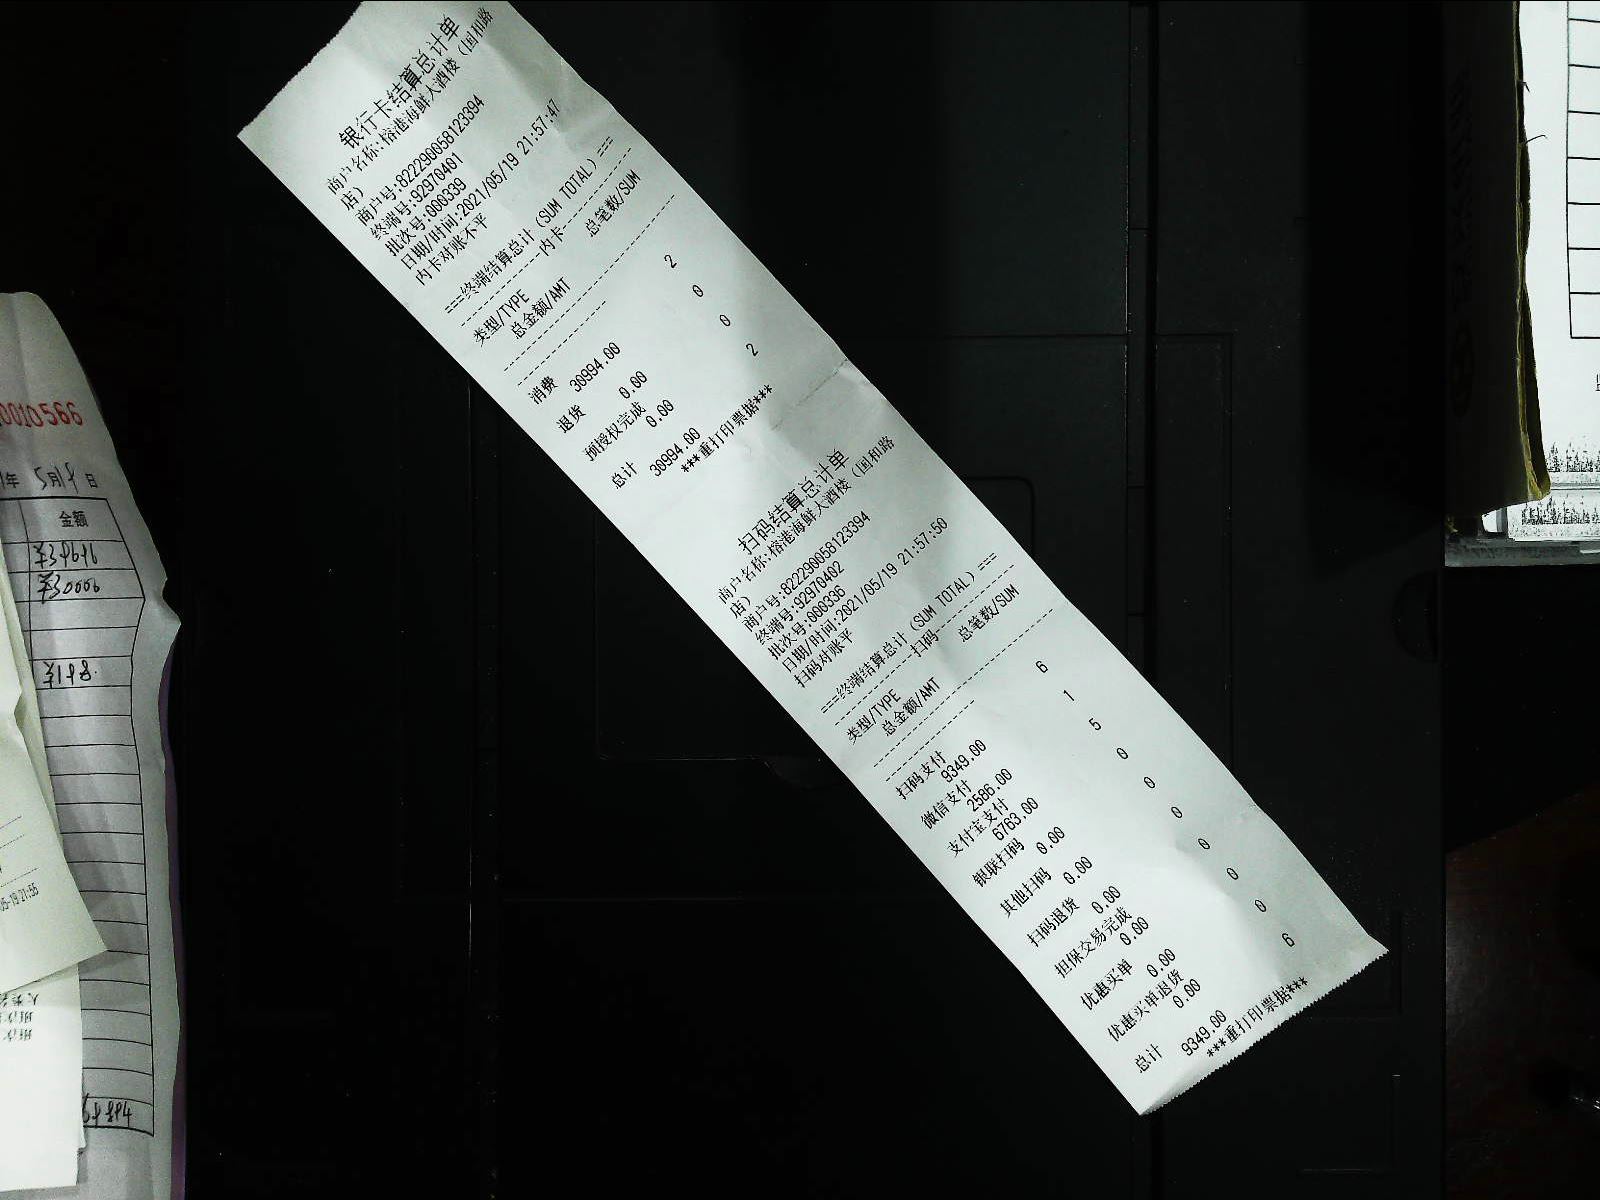 银行卡结算总计单
商户名称:榕港海鲜大酒楼（国和路
店）
商户号:822290058123394
终端号:92970401
批次号:000339
日期/时间:2021/05/19 21:57:47
内卡对账不平
===终端结算总计(SUM TOTAL)===
---------------内卡---------------
类型/TYPE 总笔数/SUM
总金额/AMT
消费 2
30994.00
退货 0
0.00
预授权完成 0
0.00
总计 2
30994.00
***重打印票据***
扫码结算总计单
商户名称:榕港海鲜大酒楼（国和路
店）
商户号:822290058123394
终端号:92970402
批次号:000336
日期/时间:2021/05/19 21:57:50
扫码对账平
===终端结算总计(SUM TOTAL)===
---------------扫码---------------
类型/TYPE 总笔数/SUM
总金额/AMT
扫码支付 6
9349.00
微信支付 1
2586.00
支付宝支付 5
6763.00
银联扫码 0
0.00
其他扫码 0
0.00
扫码退货 0
0.00
担保交易完成 0
0.00
优惠买单 0
0.00
优惠买单退货 0
0.00
总计 6
9349.00
***重打印票据***
0010566
年 5月 日
金额
05-19 21:56